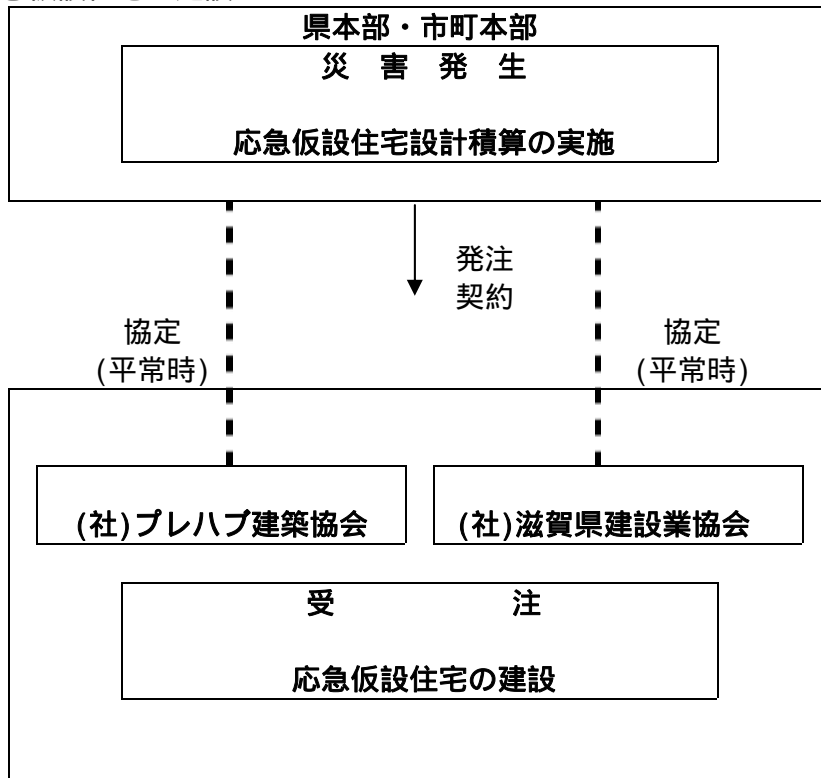 県本部・市町本部
災 害 発 生
応急仮設住宅設計積算の実施
発注
契約
協定
(平常時)
協定
(平常時)
(社)プレハブ建築協会
(社)滋賀県建設業協会
受 注
応急仮設住宅の建設